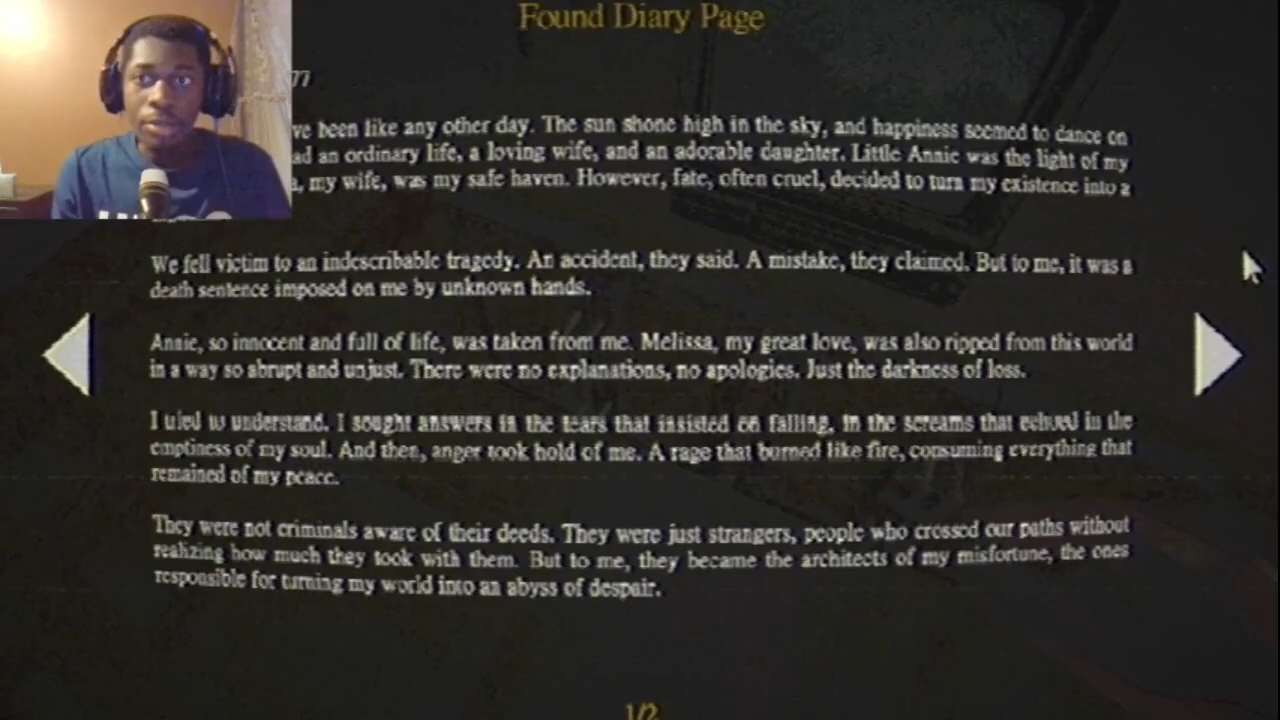 Found Diary Page
ve been like any other day. The sun shone high in the sky, and happiness seemed to dance on
ad an ordinary life, a loving wife, and an adorable daughter. Little Annie was the light of my
, my wife, was my safe haven. However, fate, often cruel, decided to turn my existence into a
We fell victim to an indescribable tragedy. An accident, they said. A mistake, they claimed. But to me, it was a
death sentence imposed on me by unknown hands.
Annie, so innocent and full of life, was taken from me. Melissa, my great love, was also ripped from this world
in a way so abrupt and unjust. There were no explanations, no apologies. Just the darkness of loss.
I tried to understand. I sought answers in the tears that insisted on falling, in the screams that echoed in the
emptiness of my soul. And then, anger took hold of me. A rage that burned like fire, consuming everything that
remained of my peace.
They were not criminals aware of their deeds. They were just strangers, people who crossed our paths without
realizing how much they took with them. But to me, they became the architects of my misfortune, the ones
responsible for turning my world into an abyss of despair.
1/2